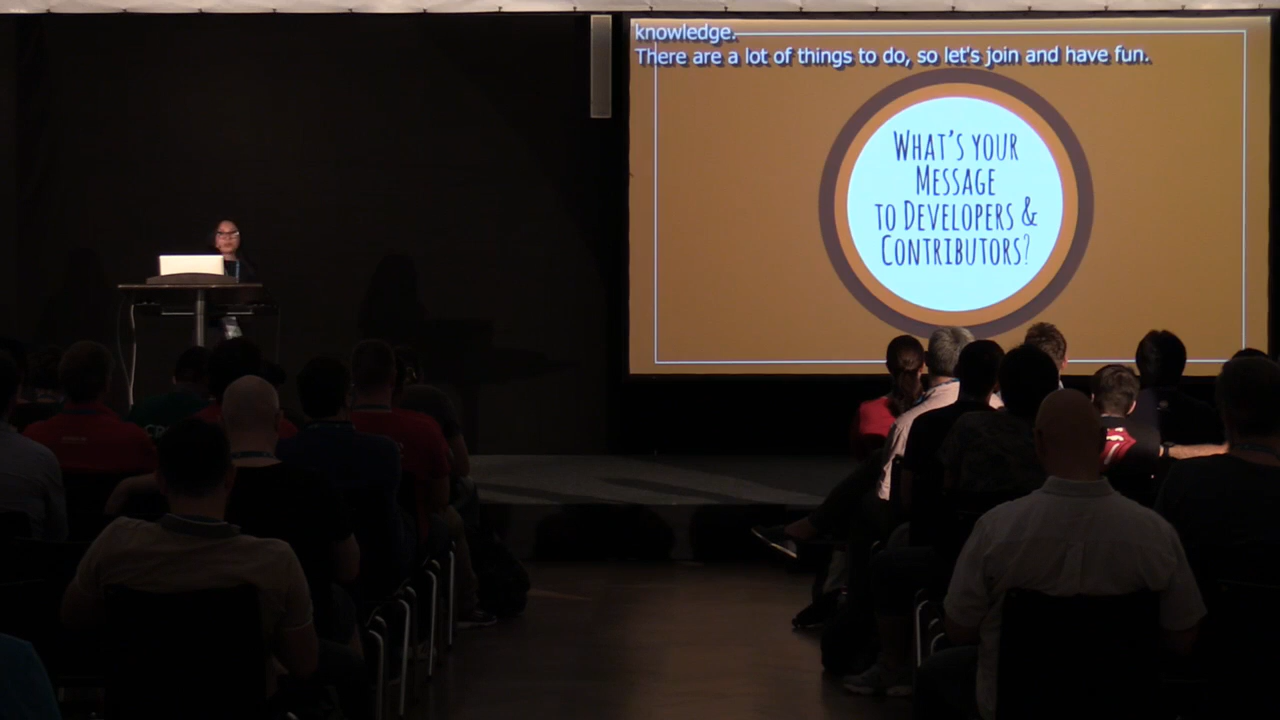 knowledge.
There are a lot of things to do, so let's join and have fun.
What's your
Message
to Developers &
Contributors?